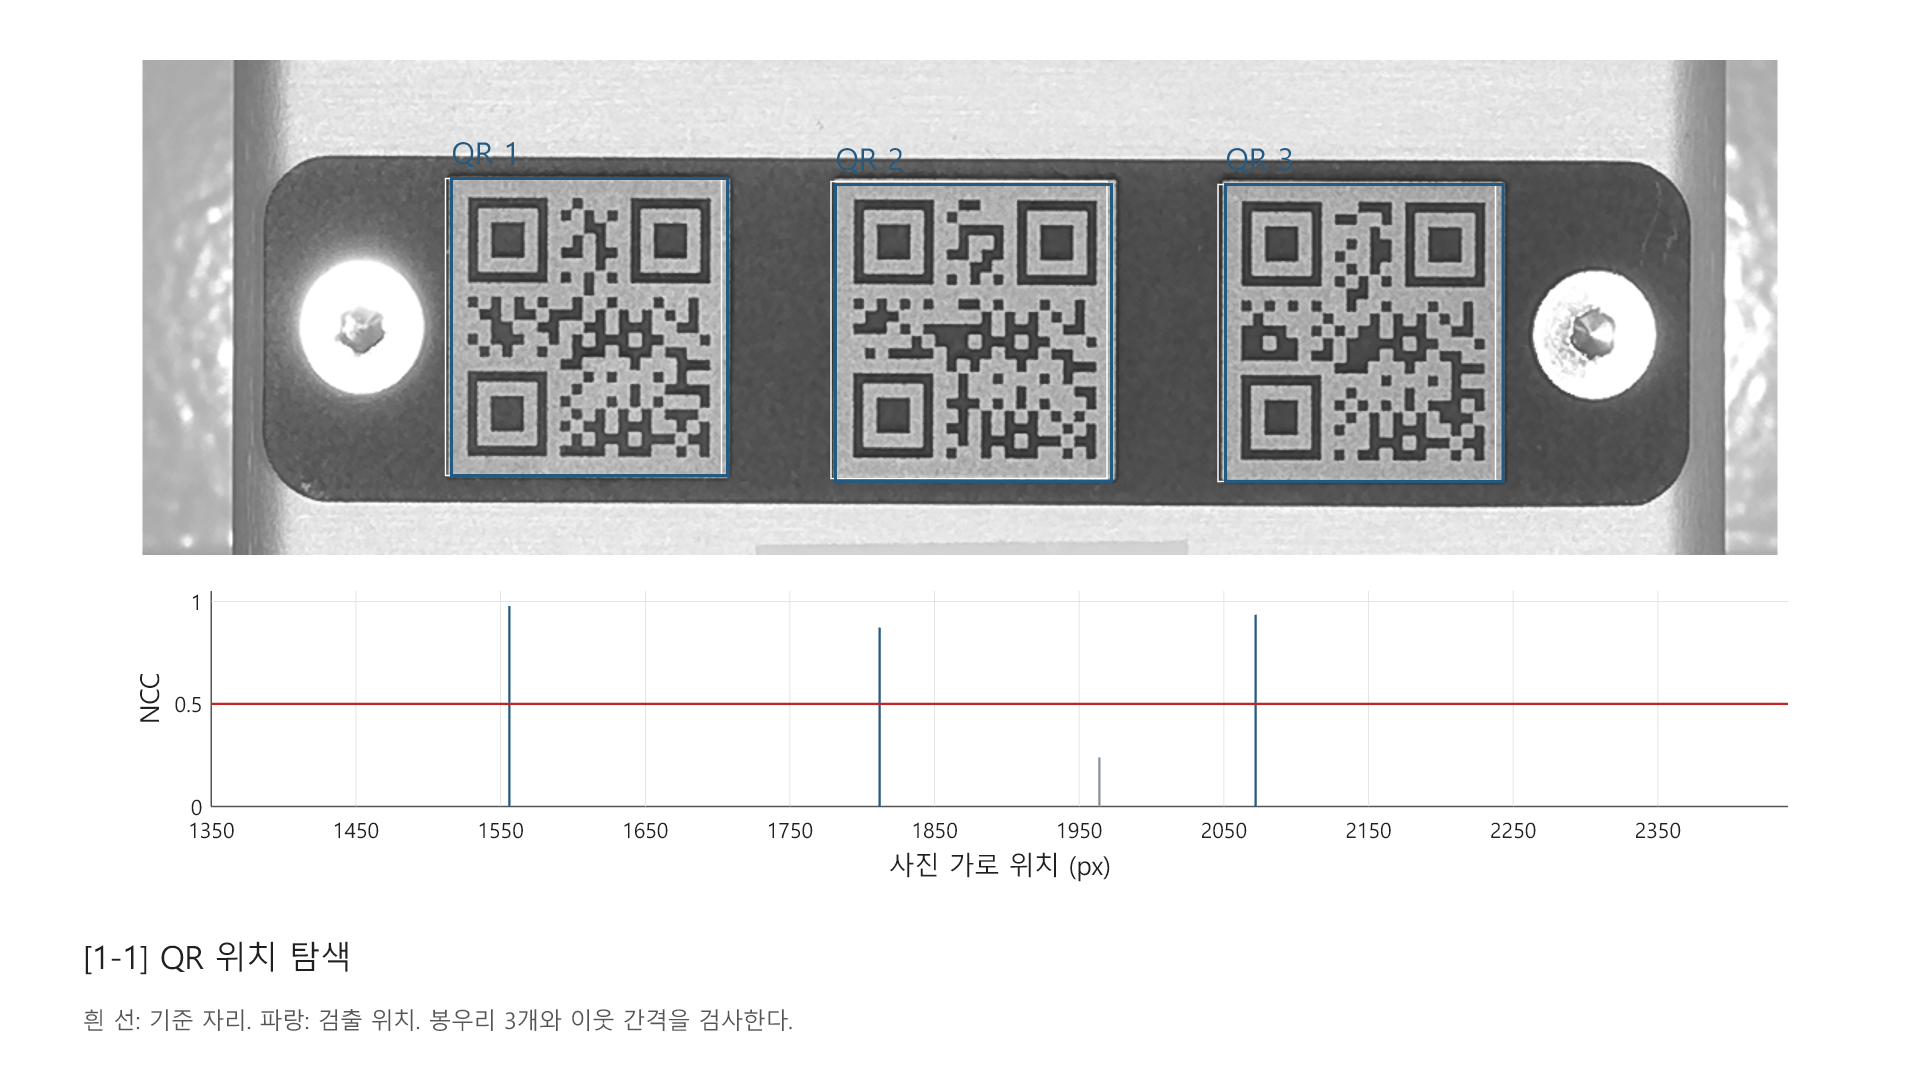 QR 1
QR 2
QR 3
1
0.5
0
NCC
1350 1450 1550 1650 1750 1850 1950 2050 2150 2250 2350
사진 가로 위치 (px)
[1-1] QR 위치 탐색
흰 선: 기준 자리. 파랑: 검출 위치. 봉우리 3개와 이웃 간격을 검사한다.